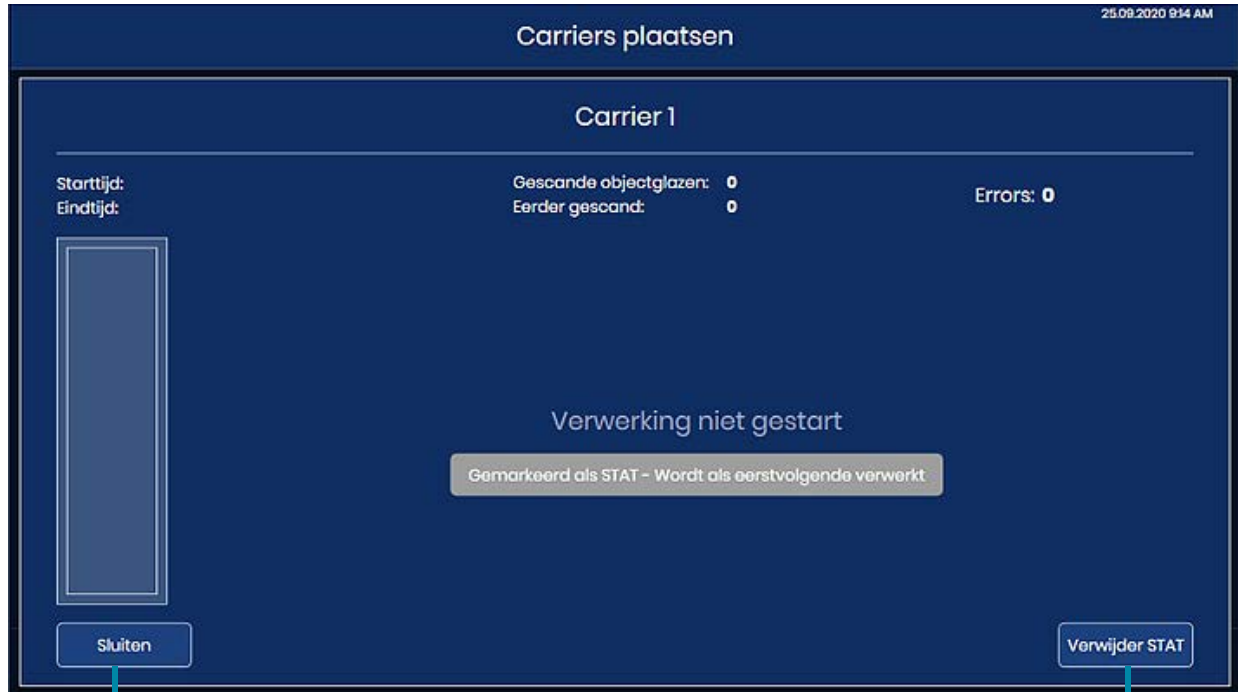 25.09.2020 9:14 AM
Carriers plaatsen
Carrier 1
Starttijd:
Eindtijd:
Gescande objectglazen: 0
Eerder gescand: 0
Errors: 0
Verwerking niet gestart
Gemarkeerd als STAT - Wordt als eerstvolgende verwerkt
Sluiten
Verwijder STAT